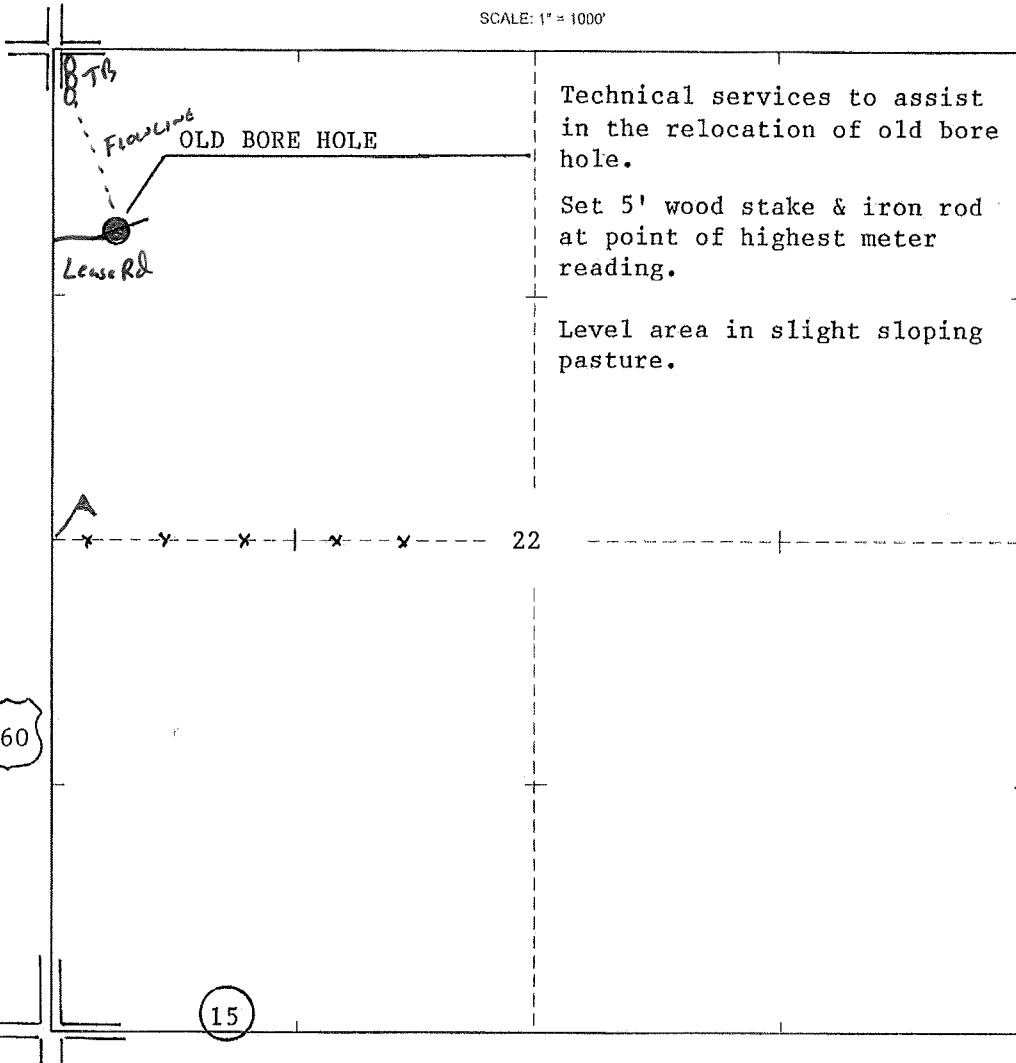 SCALE: 1" = 1000'
TB
FLOWLINE
OLD BORE HOLE
Lease Rd
Technical services to assist
in the relocation of old bore
hole.
Set 5' wood stake & iron rod
at point of highest meter
reading.
Level area in slight sloping
pasture.
22
60
15